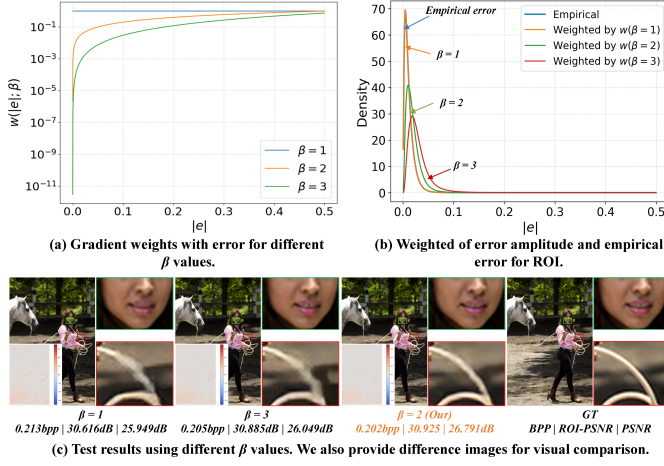 10⁻¹
10⁻³
10⁻⁵
10⁻⁷
10⁻⁹
10⁻¹¹
w(|e|; β)
β = 1
β = 2
β = 3
0.0 0.1 0.2 0.3 0.4 0.5
|e|
(a) Gradient weights with error for different
β values.
70
60
50
40
30
20
10
0
Density
Empirical error
β = 1
β = 2
β = 3
Empirical
Weighted by w(β = 1)
Weighted by w(β = 2)
Weighted by w(β = 3)
0.0 0.1 0.2 0.3 0.4 0.5
|e|
(b) Weighted of error amplitude and empirical
error for ROI.
β = 1
0.213bpp | 30.616dB | 25.949dB
β = 3
0.205bpp | 30.885dB | 26.049dB
β = 2 (Our)
0.202bpp | 30.925 | 26.791dB
GT
BPP | ROI-PSNR | PSNR
(c) Test results using different β values. We also provide difference images for visual comparison.